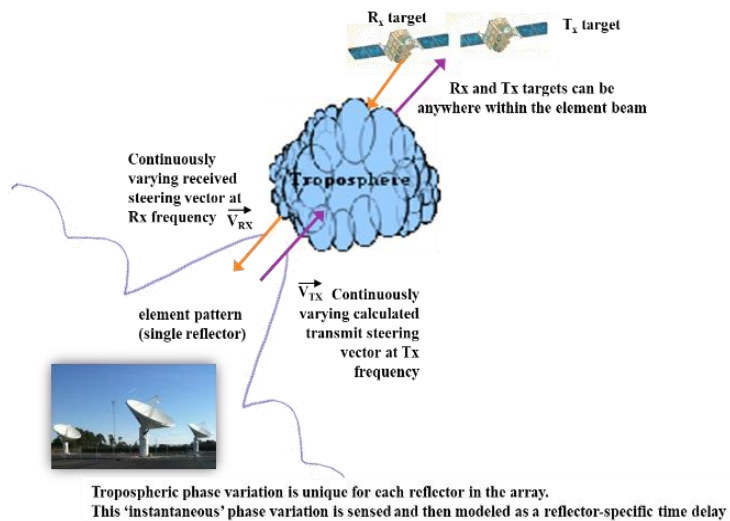 Rx target
Tx target
Rx and Tx targets can be
anywhere within the element beam
Troposphere
Continuously
varying received
steering vector at
Rx frequency VRX
VTX Continuously
varying calculated
transmit steering
vector at Tx
frequency
element pattern
(single reflector)
Tropospheric phase variation is unique for each reflector in the array.
This ‘instantaneous’ phase variation is sensed and then modeled as a reflector-specific time delay